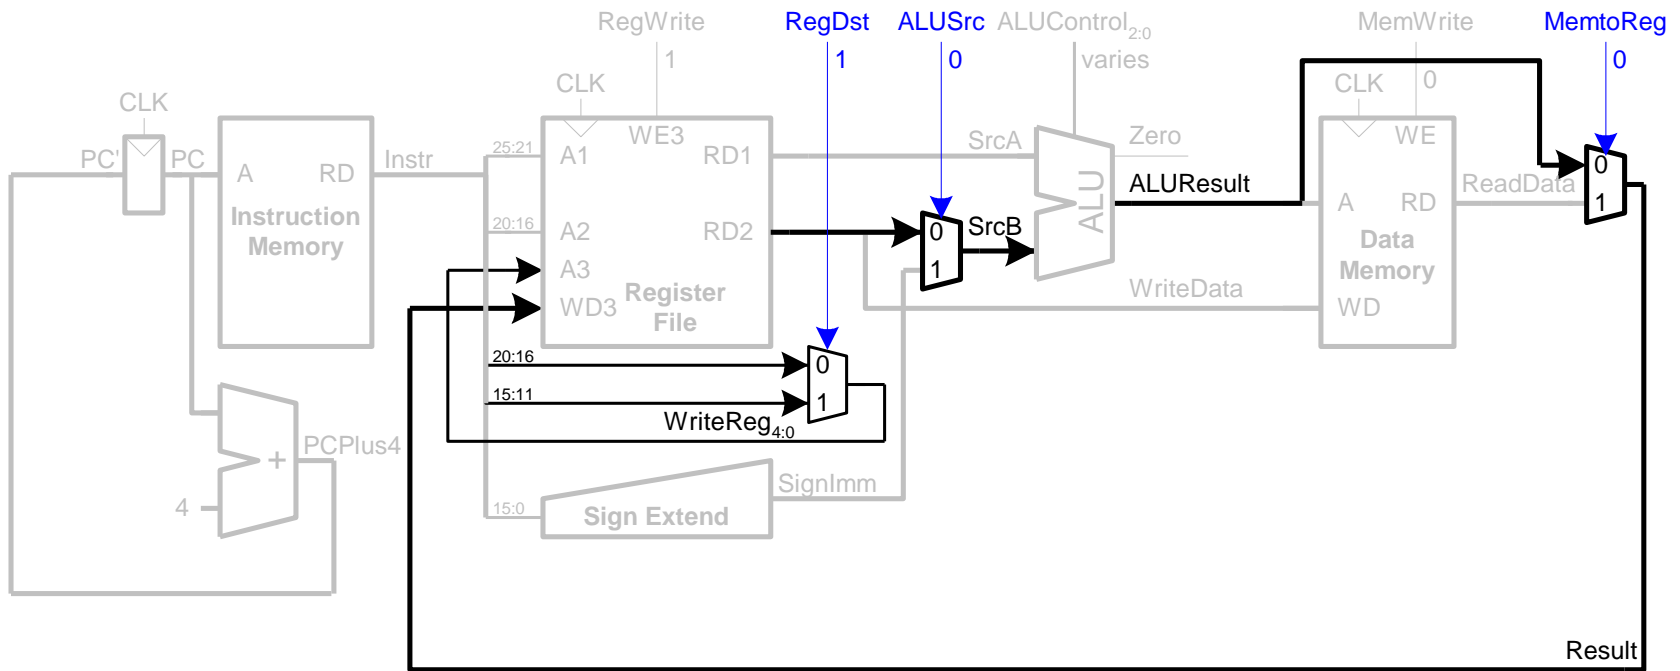 RegWrite
RegDst
ALUSrc
ALUControl2:0
MemWrite
MemtoReg
1
1
0
varies
0
0
CLK
CLK
CLK
PC'
PC
A
RD
Instr
Instruction
Memory
25:21
20:16
A1
A2
A3
WD3
WE3
RD1
RD2
Register
File
SrcA
0
1
SrcB
ALU
Zero
ALUResult
WriteData
WE
A
RD
Data
Memory
WD
ReadData
0
1
20:16
15:11
0
1
WriteReg4:0
PCPlus4
+
4
15:0
Sign Extend
SignImm
Result